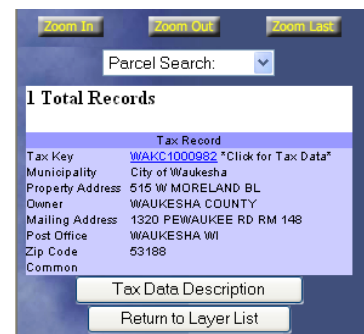 Zoom In Zoom Out Zoom Last
Parcel Search:
1 Total Records
Tax Record
Tax Key WAKC1000982 *Click for Tax Data*
Municipality City of Waukesha
Property Address 515 W MORELAND BL
Owner WAUKESHA COUNTY
Mailing Address 1320 PEWAUKEE RD RM 148
Post Office WAUKESHA WI
Zip Code 53188
Common
Tax Data Description
Return to Layer List